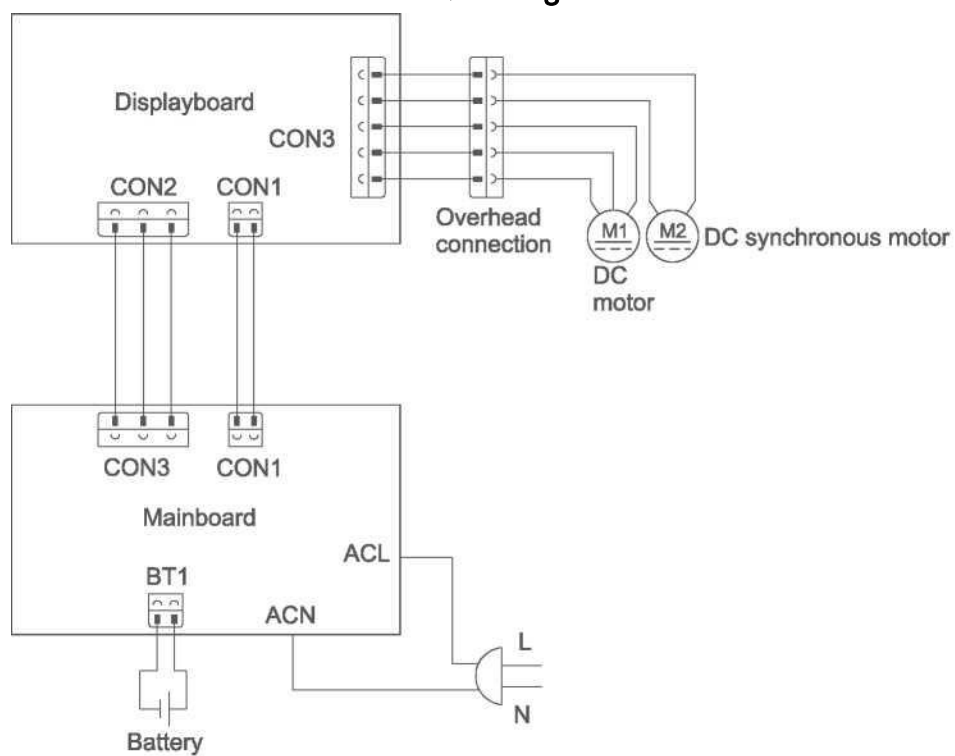 Displayboard
CON3
CON2
CON1
Overhead
connection
M1
M2
DC synchronous motor
DC
motor
CON3
CON1
Mainboard
ACL
BT1
ACN
L
N
Battery